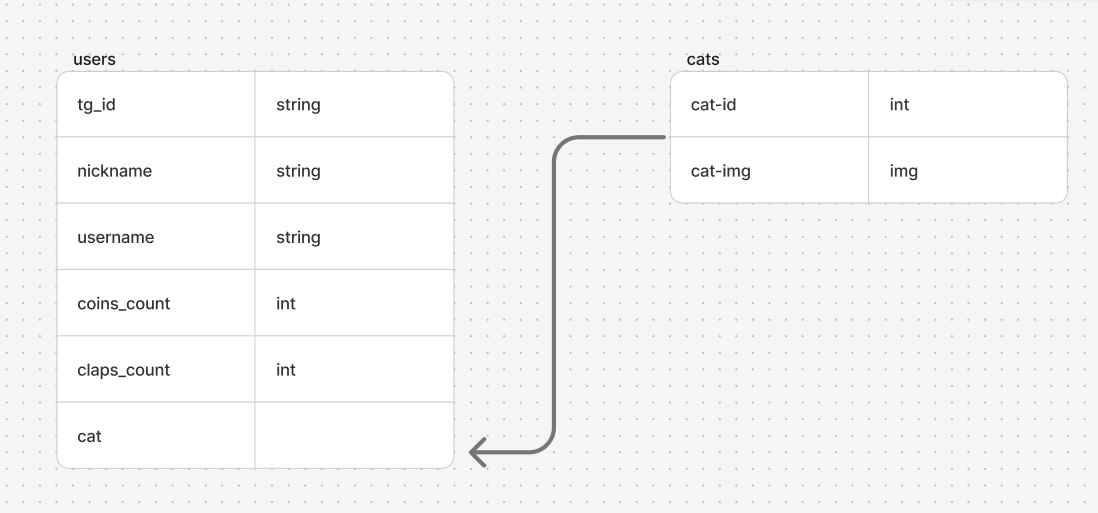 users
tg_id string
nickname string
username string
coins_count int
claps_count int
cat
cats
cat-id int
cat-img img